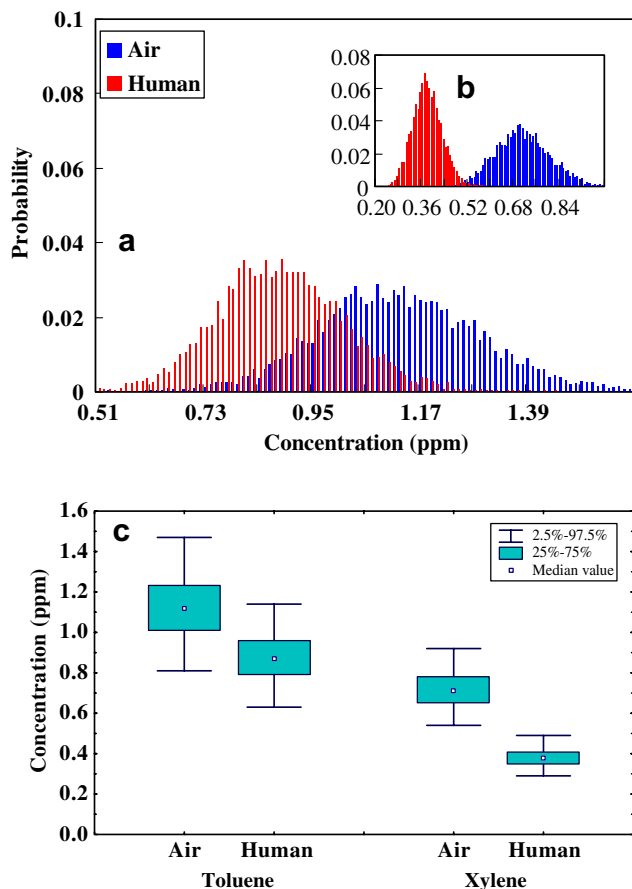 0.1
Air
Human
0.08
0.06
0.04
0.02
0
Probability
a
0.51 0.73 0.95 1.17 1.39
Concentration (ppm)
0.08
0.06
0.04
0.02
0
b
0.20 0.36 0.52 0.68 0.84
c
1.6
1.4
1.2
1.0
0.8
0.6
0.4
0.2
0.0
Concentration (ppm)
2.5%-97.5%
25%-75%
Median value
Air Human Air Human
Toluene Xylene